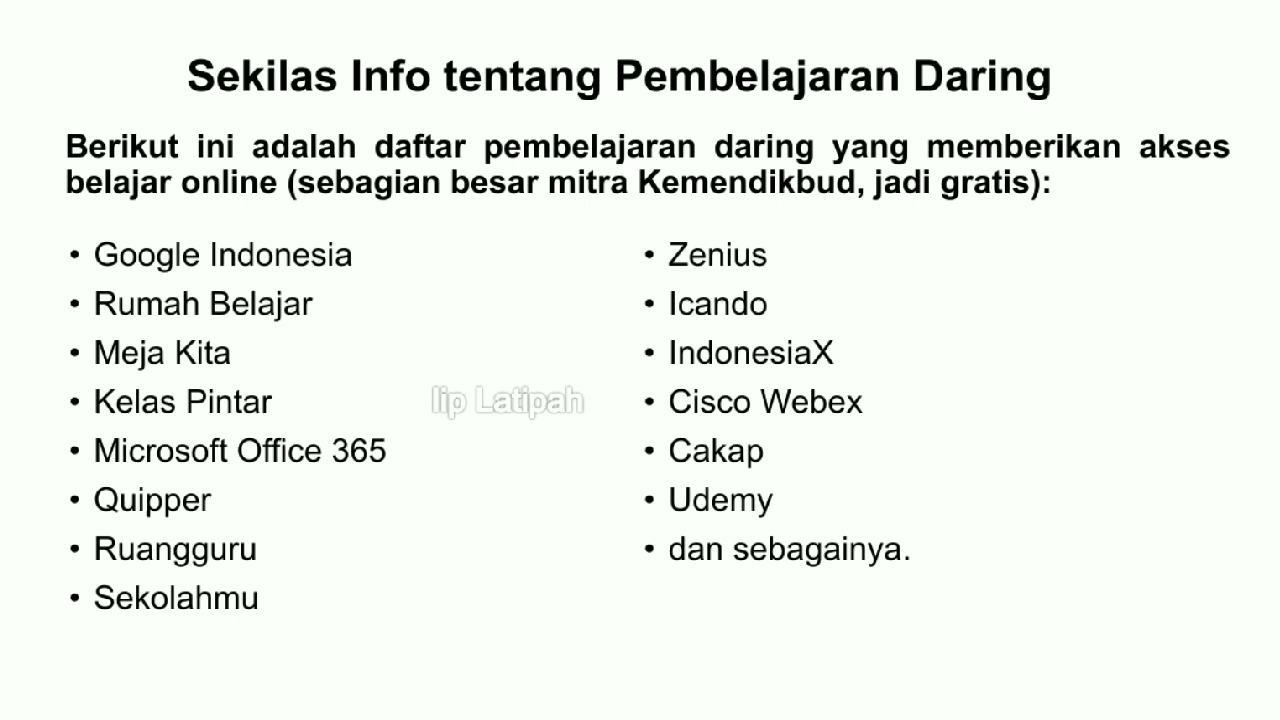 Sekilas Info tentang Pembelajaran Daring
Berikut ini adalah daftar pembelajaran daring yang memberikan akses
belajar online (sebagian besar mitra Kemendikbud, jadi gratis):
• Google Indonesia
• Rumah Belajar
• Meja Kita
• Kelas Pintar
• Microsoft Office 365
• Quipper
• Ruangguru
• Sekolahmu
Iip Latipah
• Zenius
• Icando
• IndonesiaX
• Cisco Webex
• Cakap
• Udemy
• dan sebagainya.